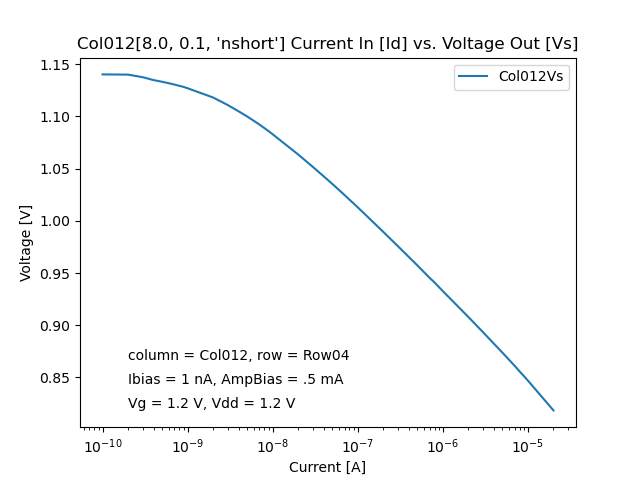 Col012[8.0, 0.1, 'nshort'] Current In [Id] vs. Voltage Out [Vs]
Col012Vs
1.15
1.10
1.05
1.00
0.95
0.90
0.85
Voltage [V]
column = Col012, row = Row04
Ibias = 1 nA, AmpBias = .5 mA
Vg = 1.2 V, Vdd = 1.2 V
10⁻¹⁰ 10⁻⁹ 10⁻⁸ 10⁻⁷ 10⁻⁶ 10⁻⁵
Current [A]